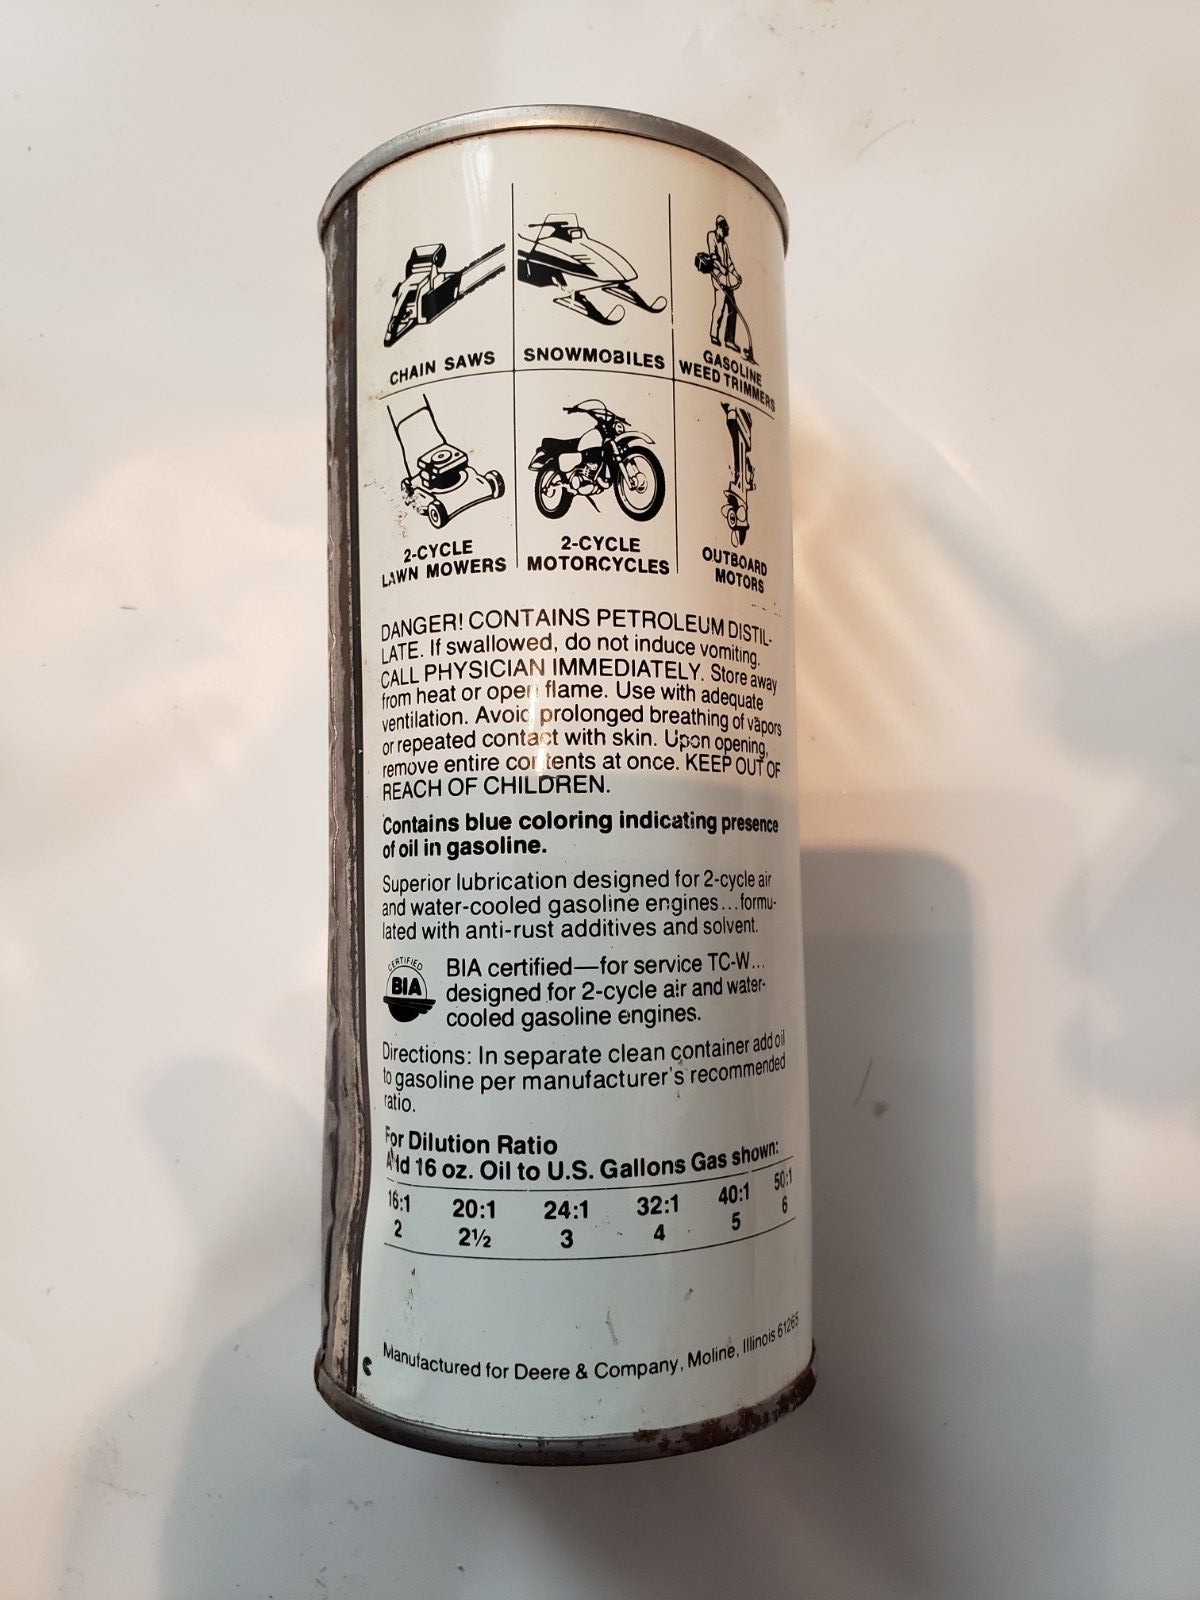 CHAIN SAWS
SNOWMOBILES
GASOLINE
WEED TRIMMERS
2-CYCLE
LAWN MOWERS
2-CYCLE
MOTORCYCLES
OUTBOARD
MOTORS
DANGER! CONTAINS PETROLEUM DISTIL-
LATE. If swallowed, do not induce vomiting.
CALL PHYSICIAN IMMEDIATELY. Store away
from heat or open flame. Use with adequate
ventilation. Avoid prolonged breathing of vapors
or repeated contact with skin. Upon opening,
remove entire contents at once. KEEP OUT OF
REACH OF CHILDREN.
Contains blue coloring indicating presence
of oil in gasoline.
Superior lubrication designed for 2-cycle air
and water-cooled gasoline engines...formu-
lated with anti-rust additives and solvent.
CERTIFIED
BIA
BIA certified—for service TC-W...
designed for 2-cycle air and water-
cooled gasoline engines.
Directions: In separate clean container add oil
to gasoline per manufacturer's recommended
ratio.
For Dilution Ratio
Add 16 oz. Oil to U.S. Gallons Gas shown:
16:1 20:1 24:1 32:1 40:1 50:1
2 2½ 3 4 5 6
Manufactured for Deere & Company, Moline, Illinois 61265